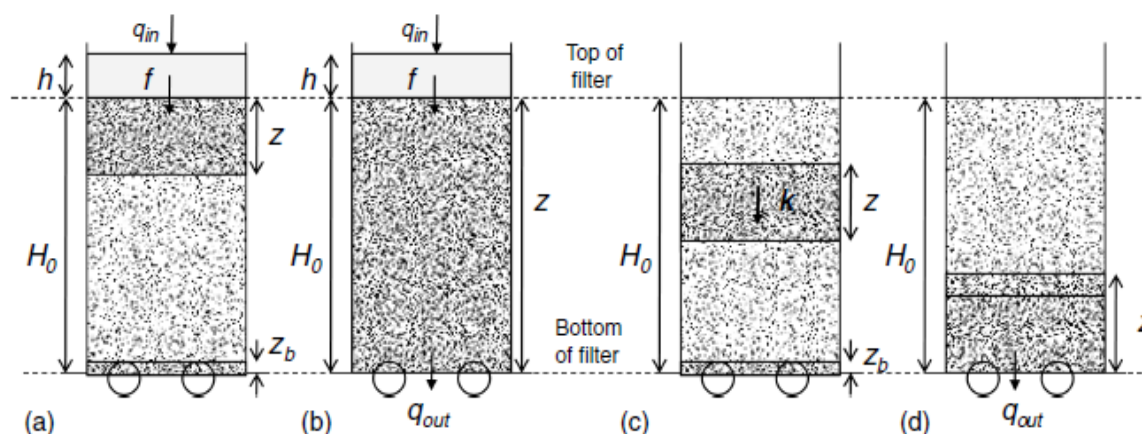 q_in
q_in
Top of
filter
h
f
h
f
z
H_0
H_0
z
H_0
k
z
H_0
z
z_b
Bottom
of filter
z_b
(a)
(b)
q_out
(c)
(d)
q_out